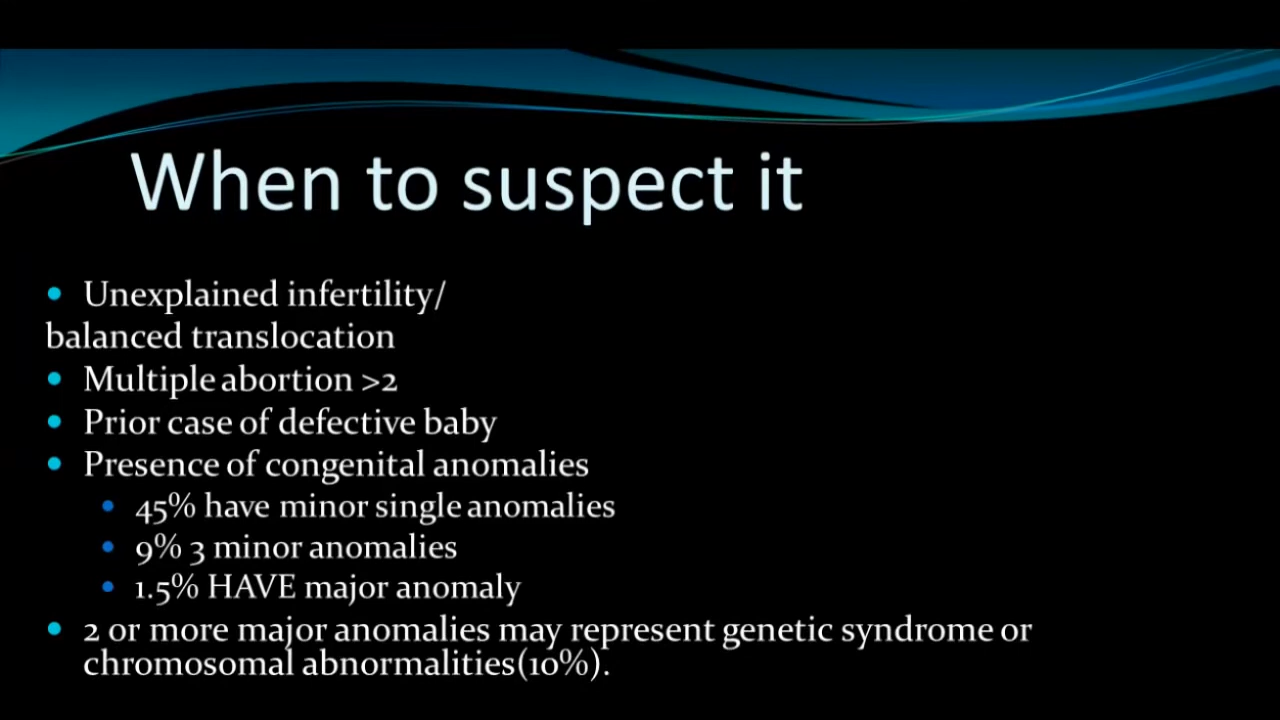 When to suspect it
• Unexplained infertility/
balanced translocation
• Multiple abortion >2
• Prior case of defective baby
• Presence of congenital anomalies
• 45% have minor single anomalies
• 9% 3 minor anomalies
• 1.5% HAVE major anomaly
• 2 or more major anomalies may represent genetic syndrome or
chromosomal abnormalities(10%).